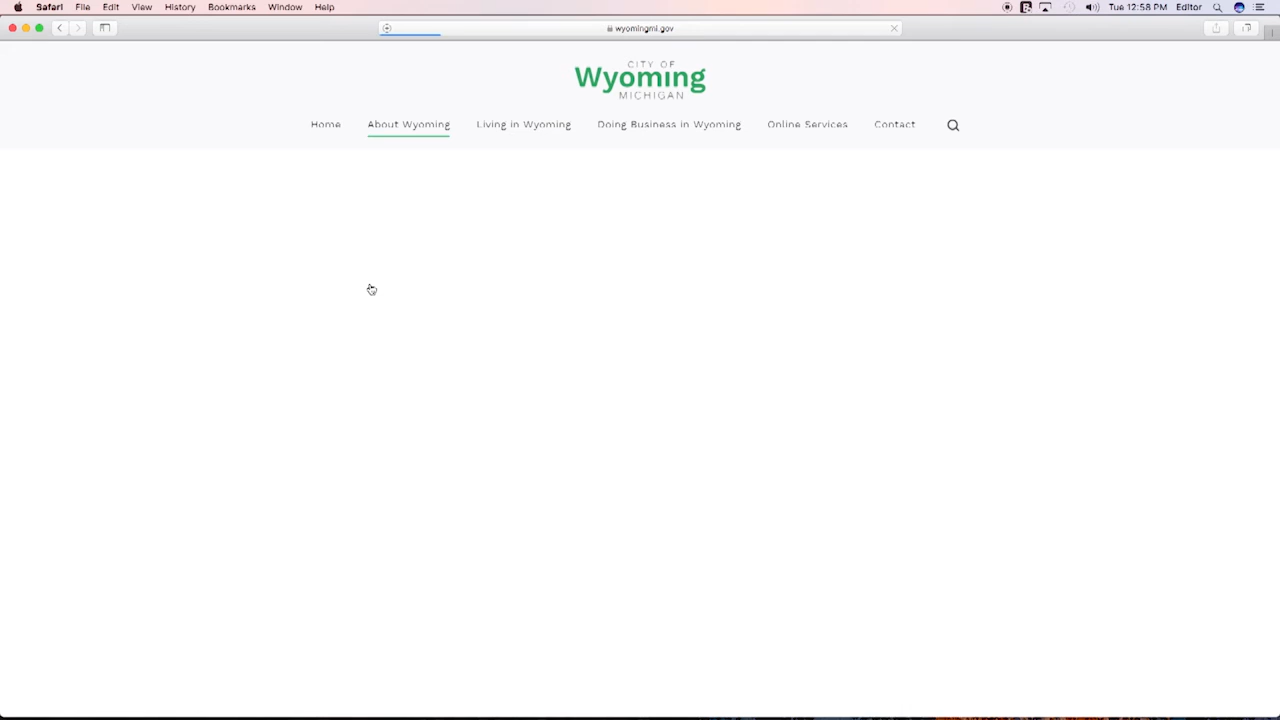 Safari File Edit View History Bookmarks Window Help Tue 12:58 PM Editor
wyomingmi.gov
CITY OF
Wyoming
MICHIGAN
Home About Wyoming Living in Wyoming Doing Business in Wyoming Online Services Contact